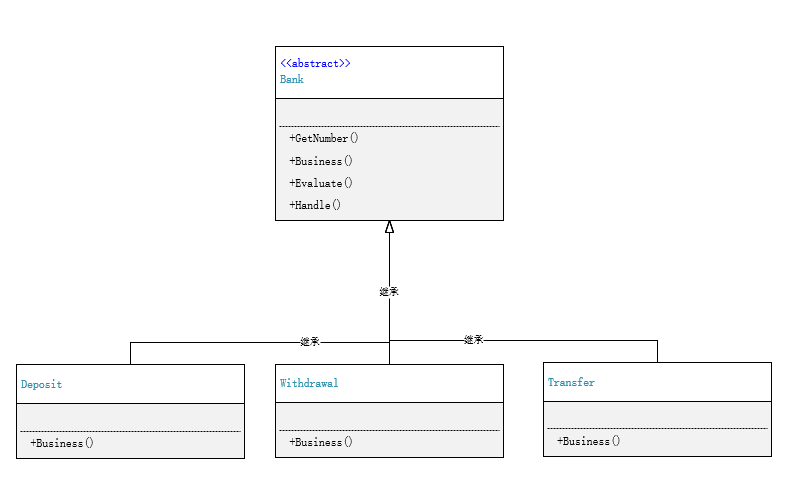 <<abstract>>
Bank
+GetNumber()
+Business()
+Evaluate()
+Handle()
继承
继承
继承
Deposit
+Business()
Withdrawal
+Business()
Transfer
+Business()